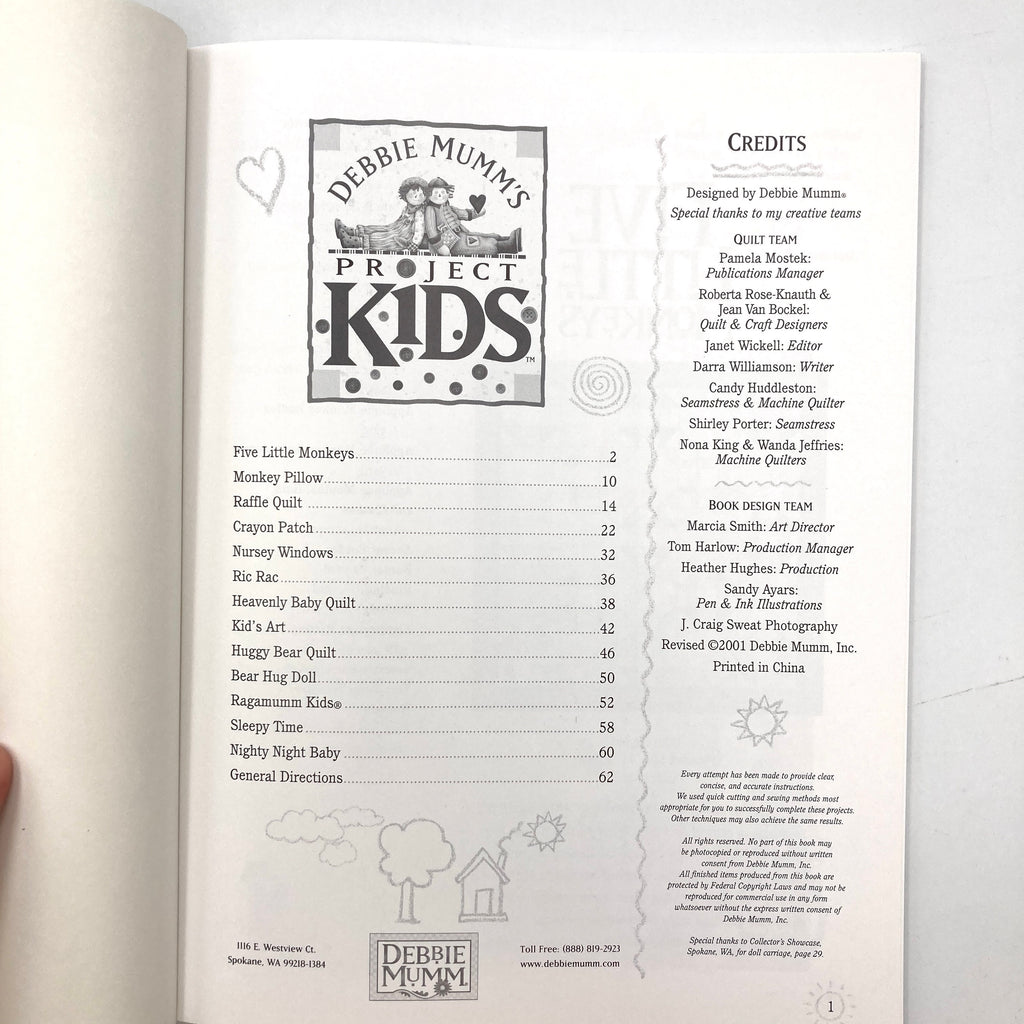 DEBBIE MUMM'S
PROJECT
KIDS™
Five Little Monkeys 2
Monkey Pillow 10
Raffle Quilt 14
Crayon Patch 22
Nursey Windows 32
Ric Rac 36
Heavenly Baby Quilt 38
Kid's Art 42
Huggy Bear Quilt 46
Bear Hug Doll 50
Ragamumm Kids® 52
Sleepy Time 58
Nighty Night Baby 60
General Directions 62
1116 E. Westview Ct.
Spokane, WA 99218-1384
DEBBIE
MUMM®
Toll Free: (888) 819-2923
www.debbiemumm.com
CREDITS
Designed by Debbie Mumm®
Special thanks to my creative teams
QUILT TEAM
Pamela Mostek:
Publications Manager
Roberta Rose-Knauth &
Jean Van Bockel:
Quilt & Craft Designers
Janet Wickell: Editor
Darra Williamson: Writer
Candy Huddleston:
Seamstress & Machine Quilter
Shirley Porter: Seamstress
Nona King & Wanda Jeffries:
Machine Quilters
BOOK DESIGN TEAM
Marcia Smith: Art Director
Tom Harlow: Production Manager
Heather Hughes: Production
Sandy Ayars:
Pen & Ink Illustrations
J. Craig Sweat Photography
Revised ©2001 Debbie Mumm, Inc.
Printed in China
Every attempt has been made to provide clear,
concise, and accurate instructions.
We used quick cutting and sewing methods most
appropriate for you to successfully complete these projects.
Other techniques may also achieve the same results.
All rights reserved. No part of this book may
be photocopied or reproduced without written
consent from Debbie Mumm, Inc.
All finished items produced from this book are
protected by Federal Copyright Laws and may not be
reproduced for commercial use in any form
whatsoever without the express written consent of
Debbie Mumm, Inc.
Special thanks to Collector's Showcase,
Spokane, WA, for doll carriage, page 29.
1